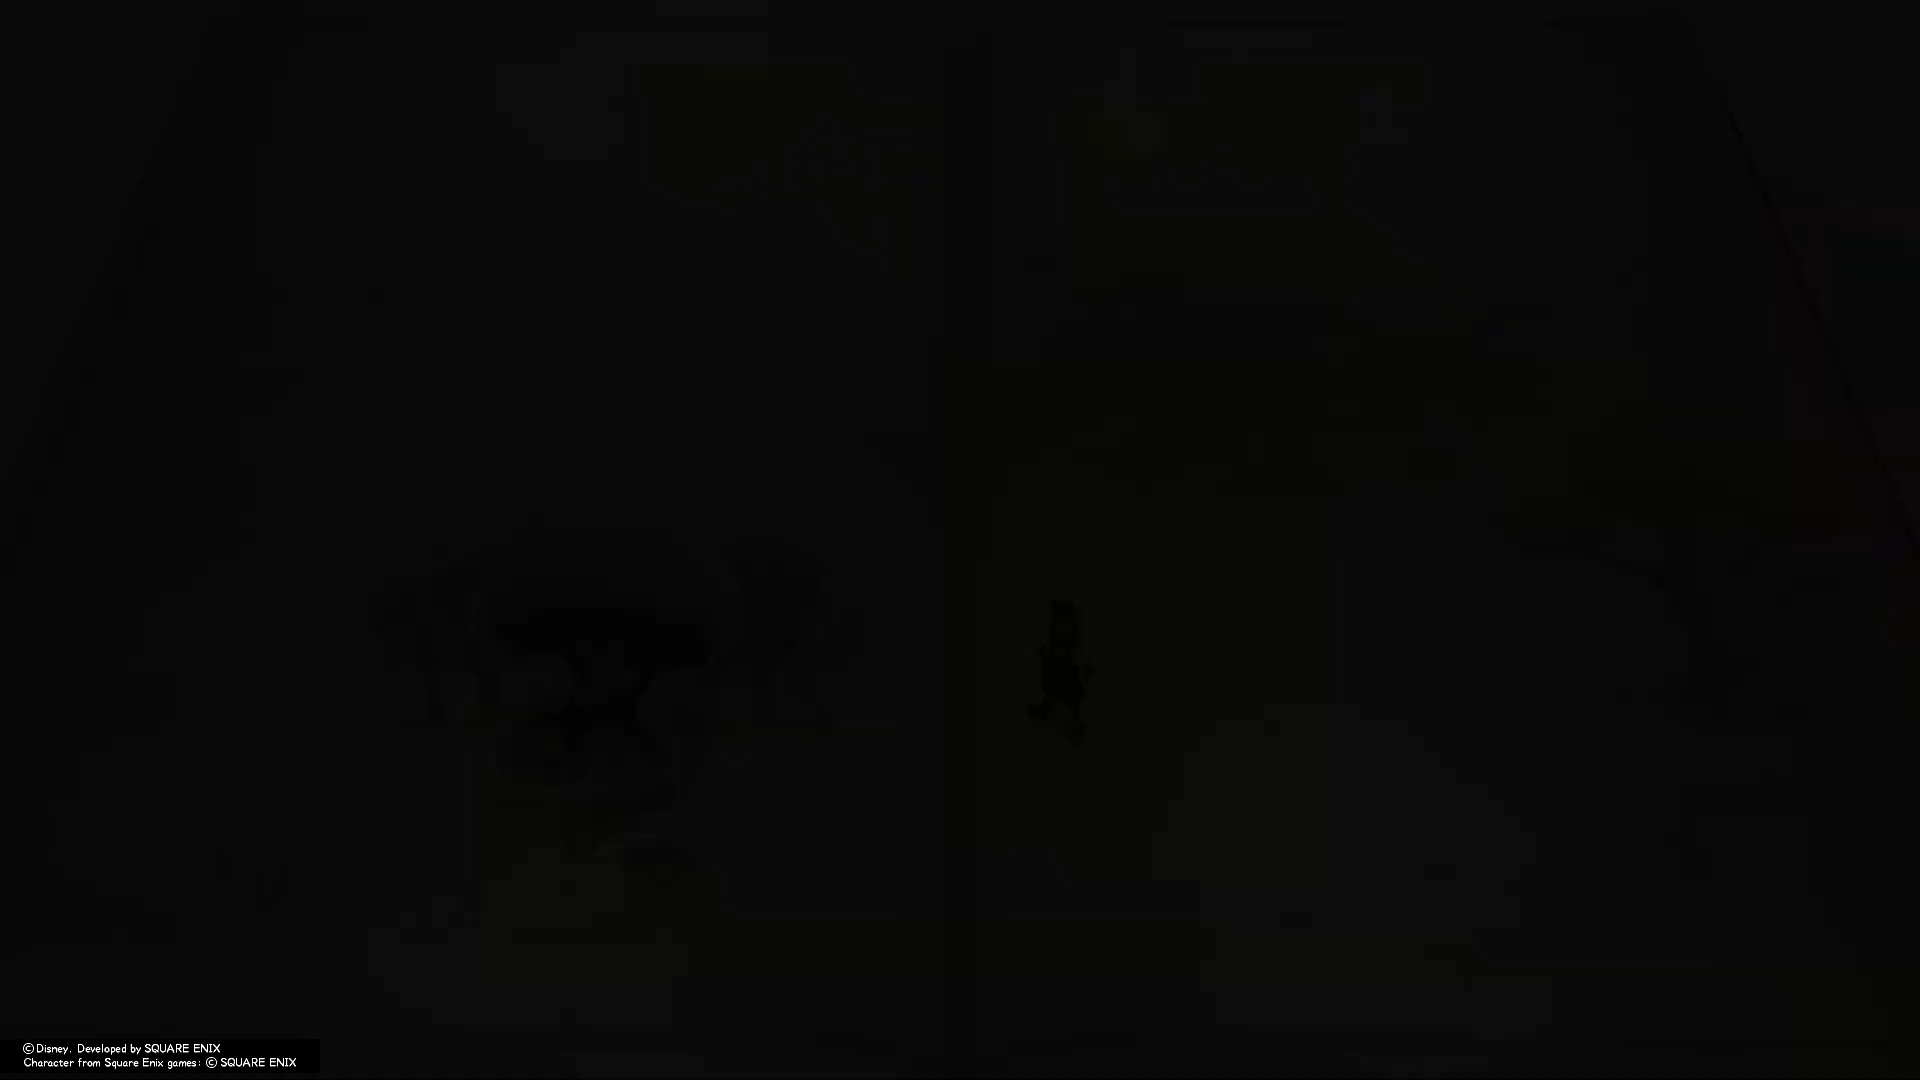 ©Disney. Developed by SQUARE ENIX
Character from Square Enix games: © SQUARE ENIX